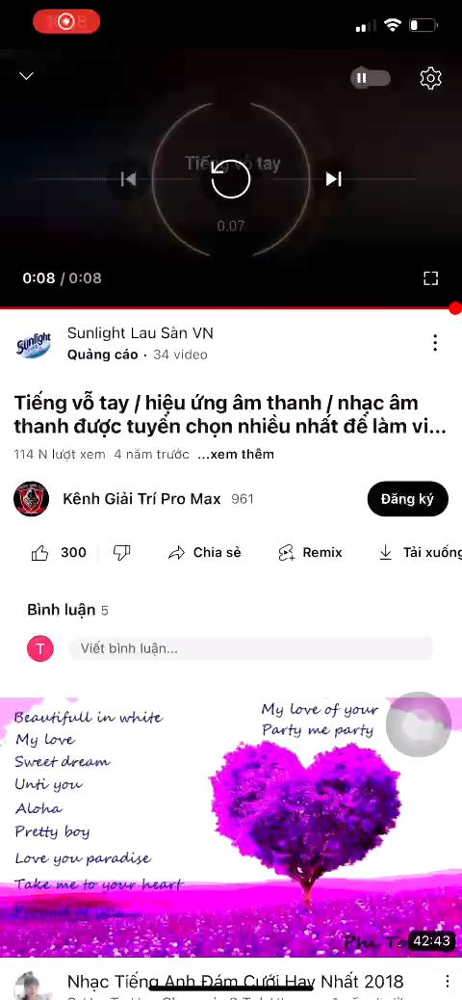 Tiếng vỗ tay
0.07
0:08 / 0:08
Sunlight
Sunlight Lau Sàn VN
Quảng cáo · 34 video
Tiếng vỗ tay / hiệu ứng âm thanh / nhạc âm
thanh được tuyển chọn nhiều nhất để làm vi...
114 N lượt xem 4 năm trước ...xem thêm
Kênh Giải Trí Pro Max 961
Đăng ký
300
Chia sẻ
Remix
Tải xuống
Bình luận 5
T
Viết bình luận...
Beautifull in white
My love
Sweet dream
Unti you
Aloha
Pretty boy
Love you paradise
Take me to your heart
My love of your
Party me party
42:43
Nhạc Tiếng Anh Đám Cưới Hay Nhất 2018